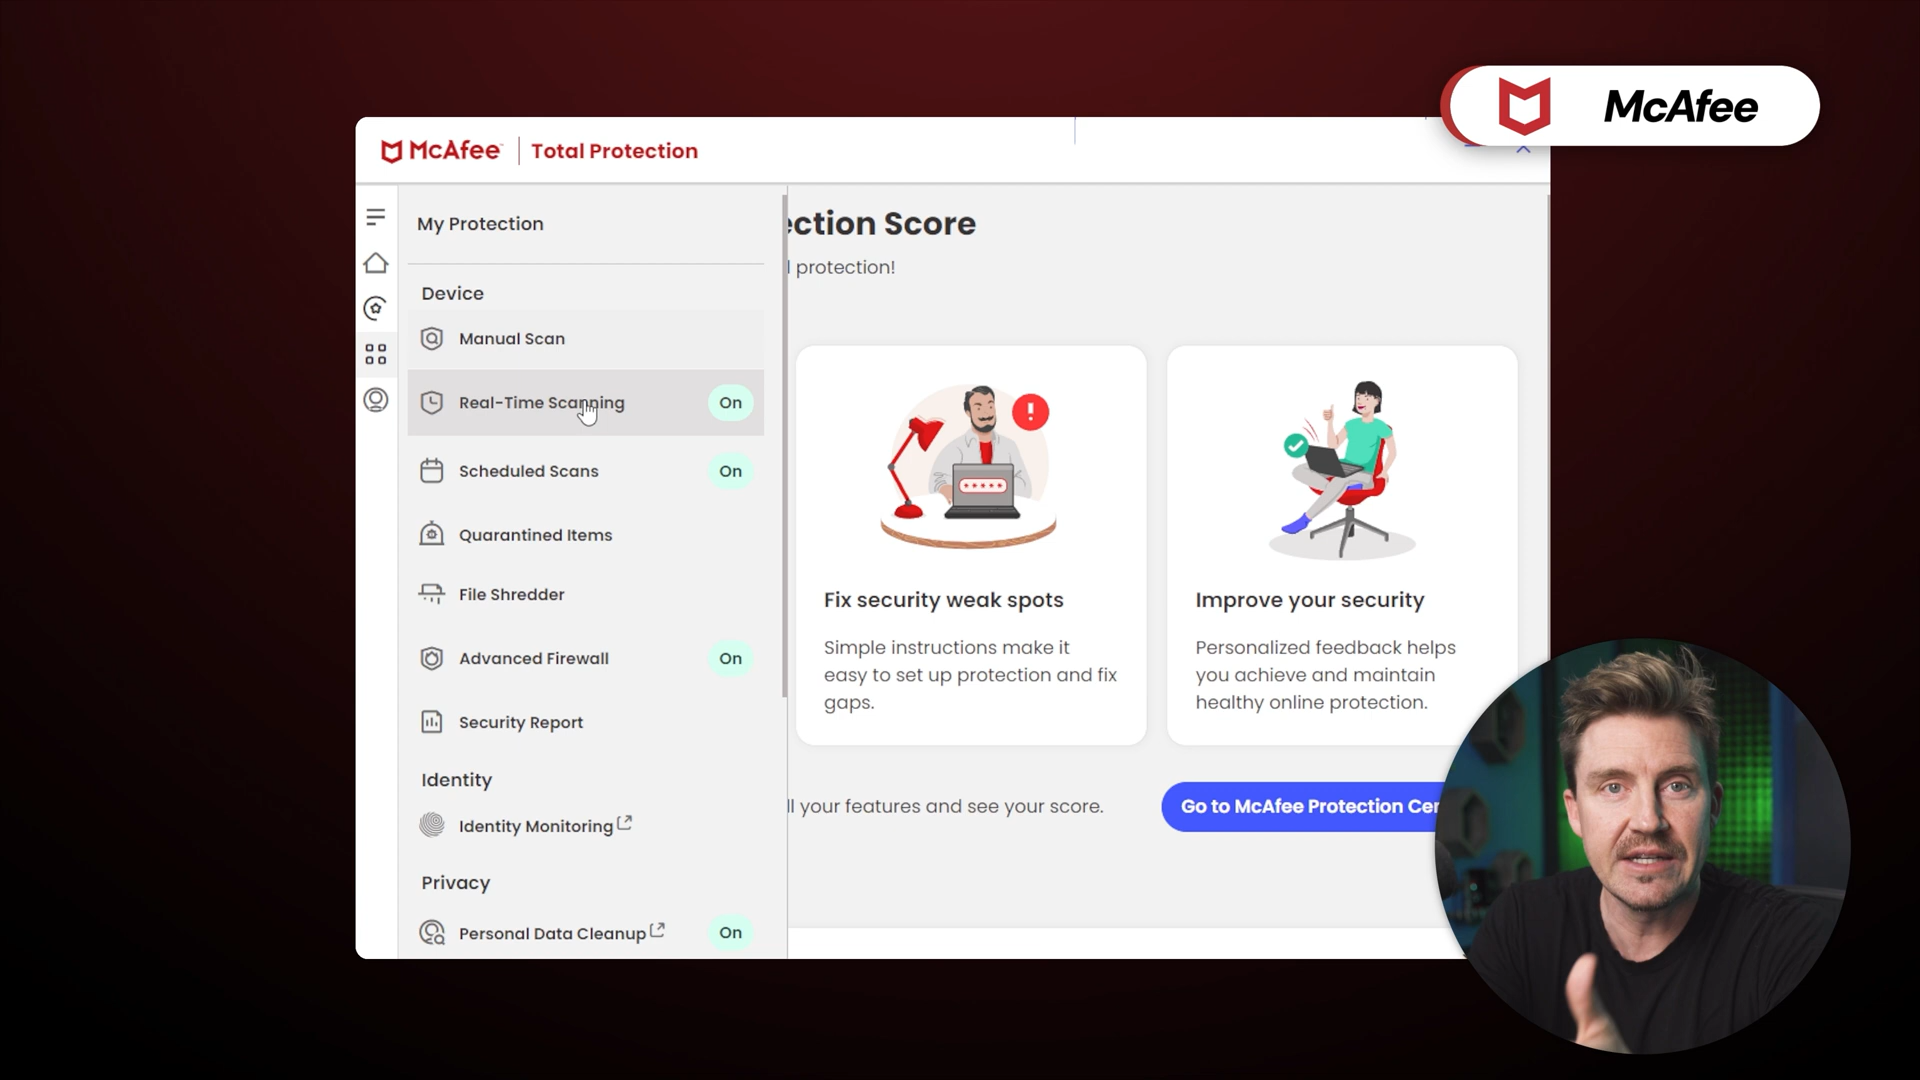 McAfee
McAfee | Total Protection
My Protection
Device
Manual Scan
Real-Time Scanning On
Scheduled Scans On
Quarantined Items
File Shredder
Advanced Firewall On
Security Report
Identity
Identity Monitoring
Privacy
Personal Data Cleanup On
ection Score
protection!
*****
!
Fix security weak spots
Simple instructions make it
easy to set up protection and fix
gaps.
Improve your security
Personalized feedback helps
you achieve and maintain
healthy online protection.
ll your features and see your score.
Go to McAfee Protection Cen